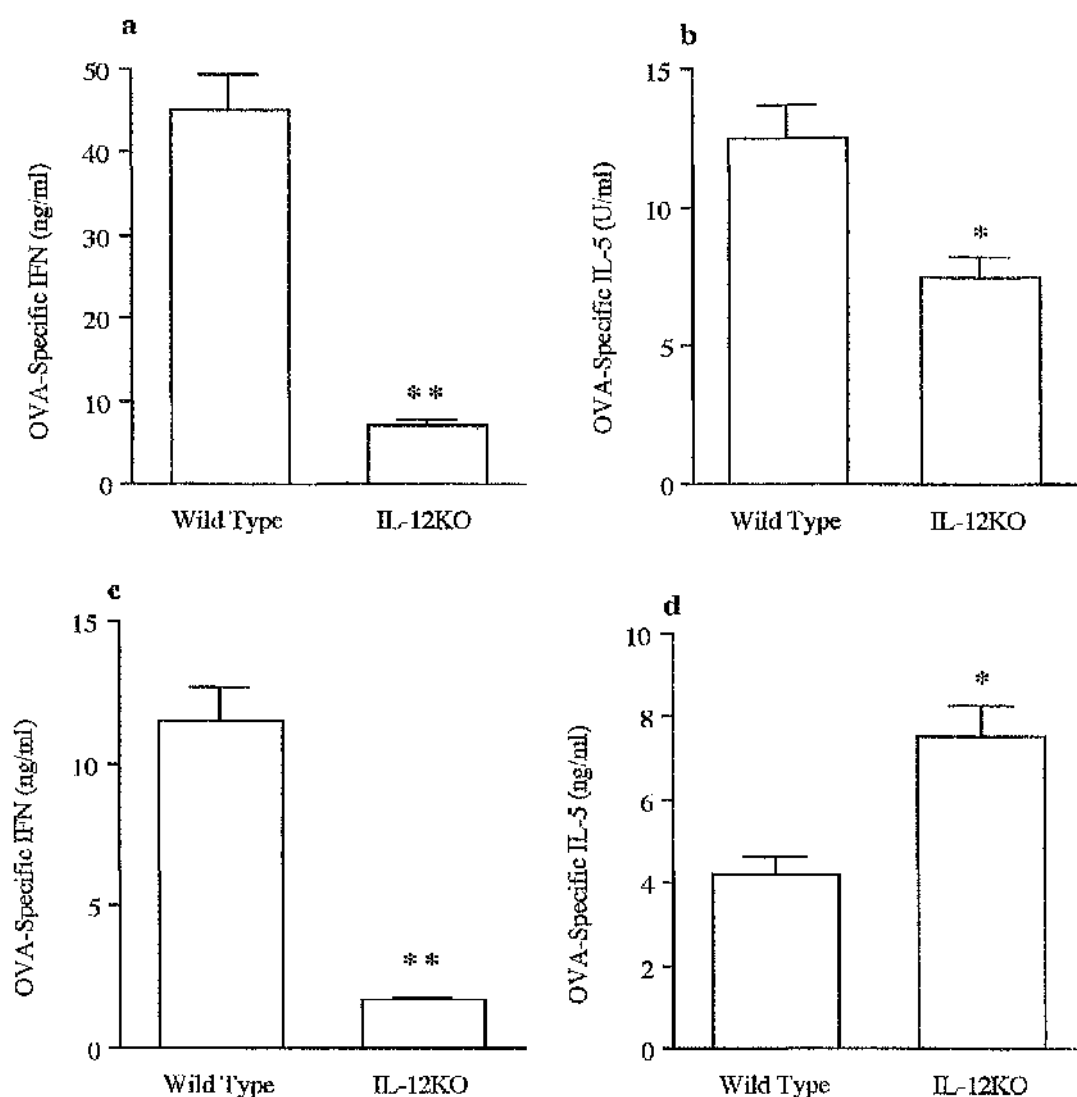 a
OVA-Specific IFN (ng/ml)
50
40
30
20
10
0
**
Wild Type IL-12KO
b
OVA-Specific IL-5 (U/ml)
15
10
5
0
*
Wild Type IL-12KO
c
OVA-Specific IFN (ng/ml)
15
10
5
0
**
Wild Type IL-12KO
d
OVA-Specific IL-5 (ng/ml)
10
8
6
4
2
0
*
Wild Type IL-12KO